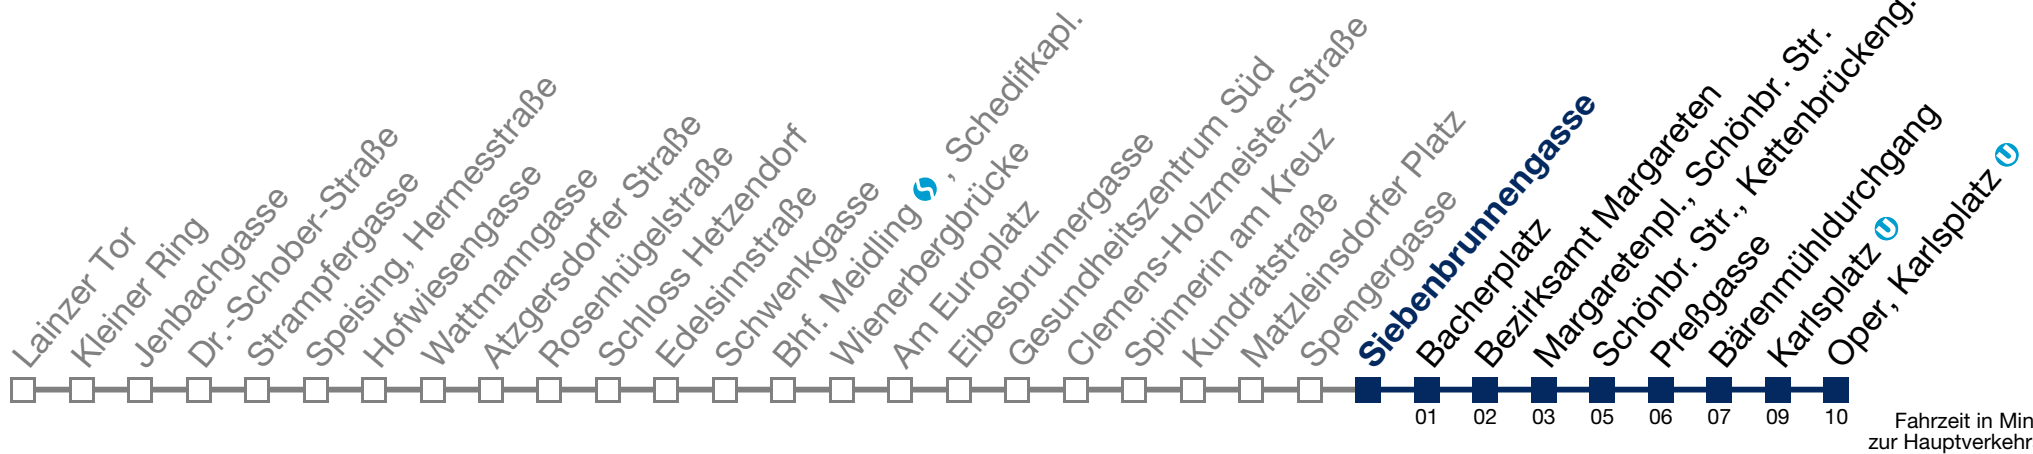 Lainzer Tor
Kleiner Ring
Jenbachgasse
Dr.-Schober-Straße
Strampfergasse
Speising, Hermesstraße
Hofwiesengasse
Wattmanngasse
Atzgersdorfer Straße
Rosenhügelstraße
Schloss Hetzendorf
Edelsinnstraße
Schwenkgasse
Bhf. Meidling S, Schedifkapl.
Wienerbergbrücke
Am Europlatz
Eibesbrunnergasse
Gesundheitszentrum Süd
Clemens-Holzmeister-Straße
Spinnerin am Kreuz
Kundratstraße
Matzleinsdorfer Platz
Spengergasse
Siebenbrunnengasse
Bacherplatz
Bezirksamt Margareten
Margaretenpl., Schönbr. Str.
Schönbr. Str., Kettenbrückeng.
Preßgasse
Bärenmühldurchgang
Karlsplatz U
Oper, Karlsplatz U
01 02 03 05 06 07 09 10
Fahrzeit in Min
zur Hauptverkehr